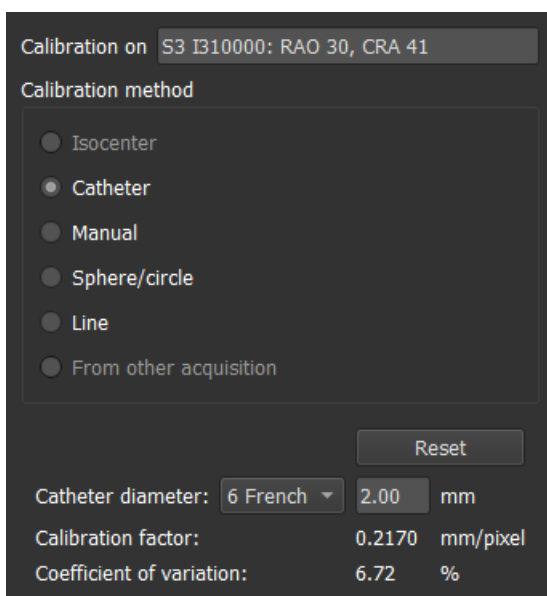 Calibration on S3 I310000: RAO 30, CRA 41
Calibration method
Isocenter
Catheter
Manual
Sphere/circle
Line
From other acquisition
Reset
Catheter diameter: 6 French 2.00 mm
Calibration factor: 0.2170 mm/pixel
Coefficient of variation: 6.72 %